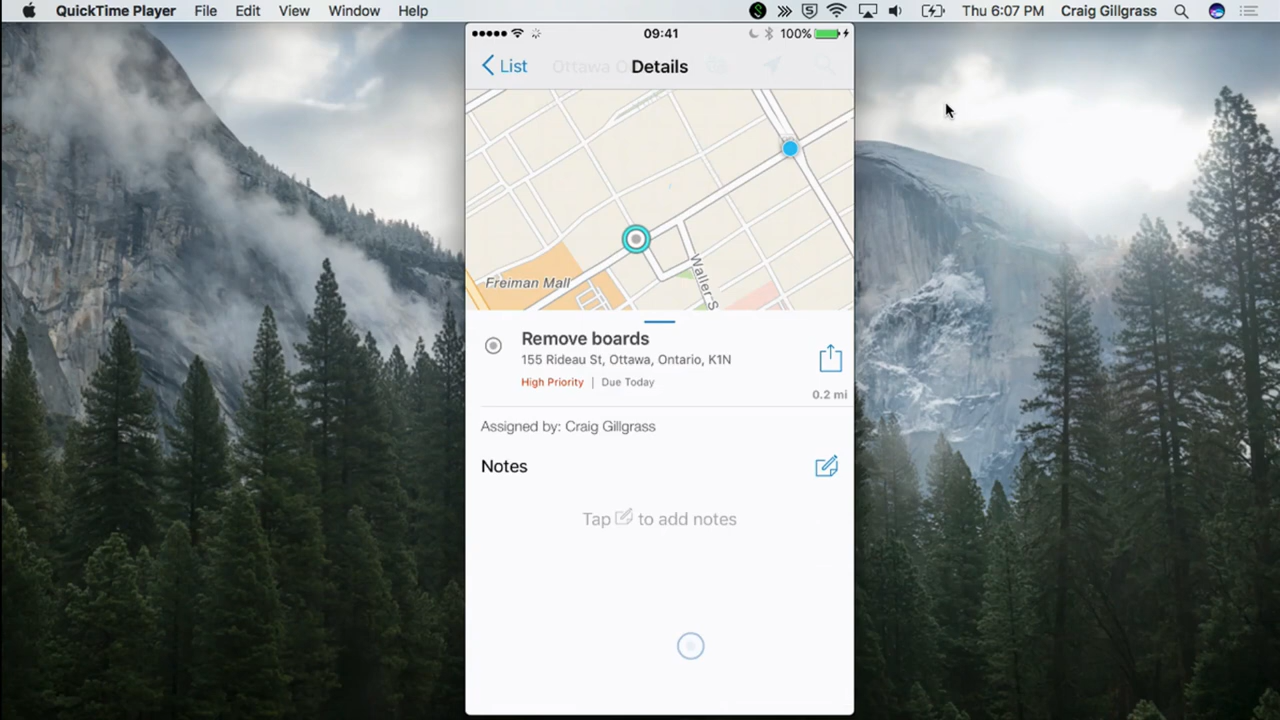 QuickTime Player File Edit View Window Help Thu 6:07 PM Craig Gillgrass
09:41 100%
List Details
Freiman Mall
Waller S
Remove boards
155 Rideau St, Ottawa, Ontario, K1N
High Priority | Due Today
0.2 mi
Assigned by: Craig Gillgrass
Notes
Tap to add notes